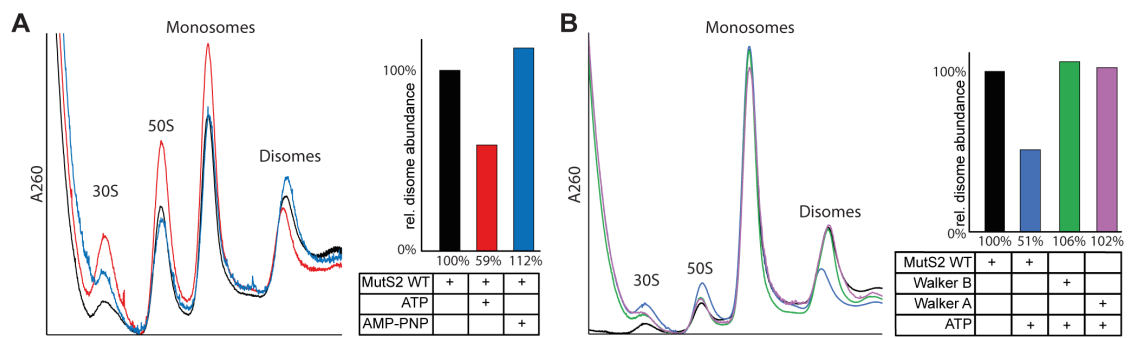 A
Monosomes
50S
30S
Disomes
A260
100%
rel. disome abundance
0%
100% 59% 112%
MutS2 WT + + +
ATP +
AMP-PNP +
B
Monosomes
Disomes
30S
50S
A260
100%
rel. disome abundance
0%
100% 51% 106% 102%
MutS2 WT + +
Walker B +
Walker A +
ATP + + +